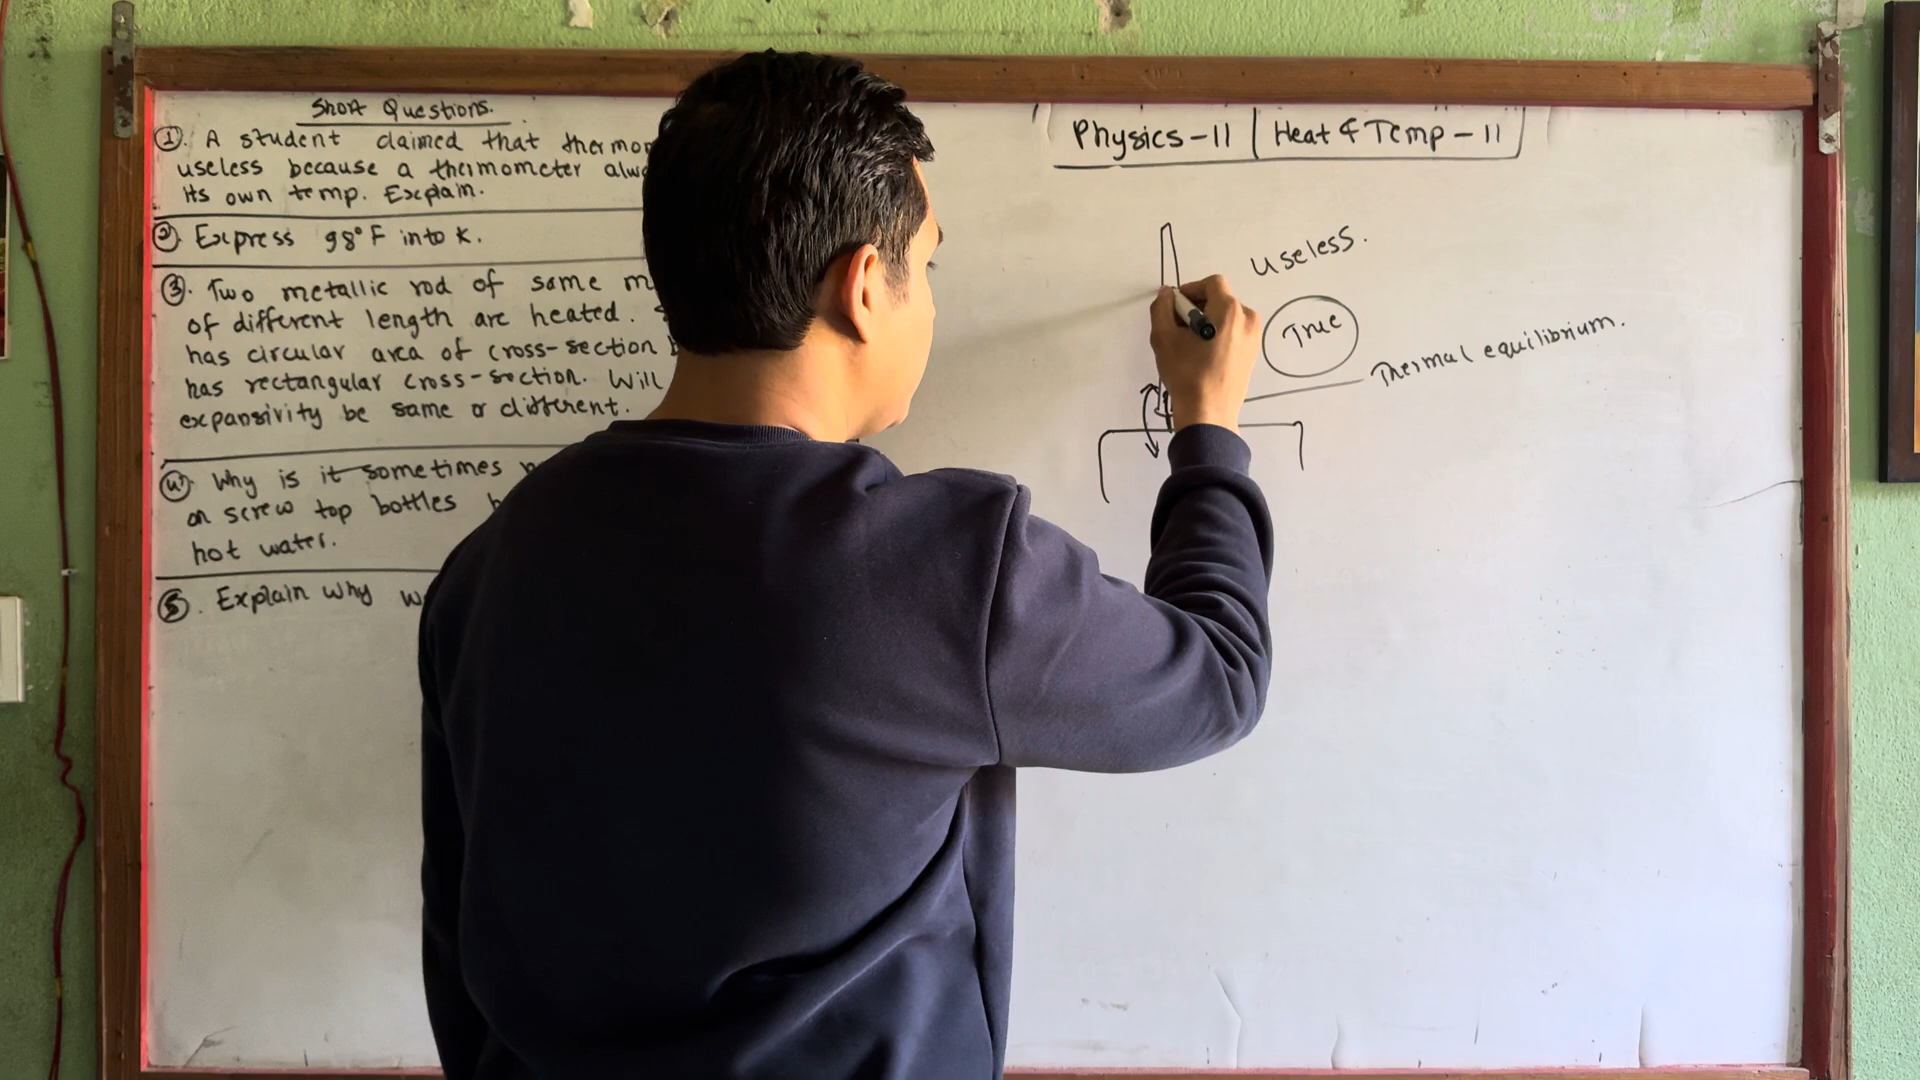 Short Questions.
①. A student claimed that thermo
useless because a thermometer alwa
its own temp. Explain.
②. Express 98°F into K.
③. Two metallic rod of same m
of different length are heated.
has circular area of cross-section
has rectangular cross-section. Will
expansivity be same or different.
④. Why is it sometimes
on screw top bottles
hot water.
⑤. Explain why w
Physics-11 | Heat & Temp-11
useless.
True
Thermal equilibrium.